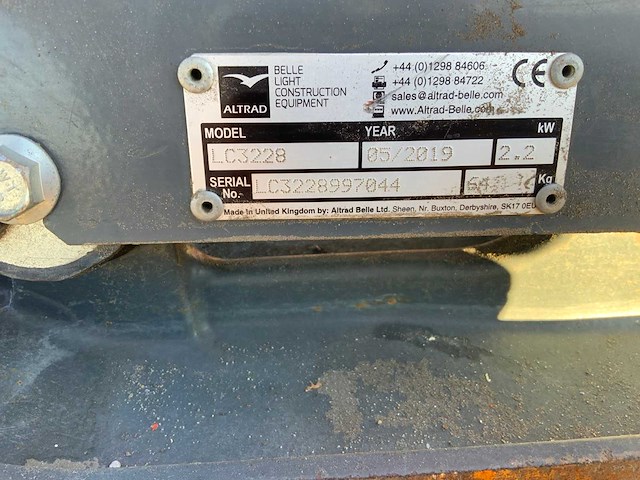 ALTRAD
BELLE
LIGHT
CONSTRUCTION
EQUIPMENT
+44 (0)1298 84606
+44 (0)1298 84722
sales@altrad-belle.com
www.Altrad-Belle.com
CE
MODEL YEAR kW
LC3228 05/2019 2.2
SERIAL No. LC3228997044 Kg
Made in United Kingdom by: Altrad Belle Ltd. Sheen, Nr. Buxton, Derbyshire, SK17 0EU